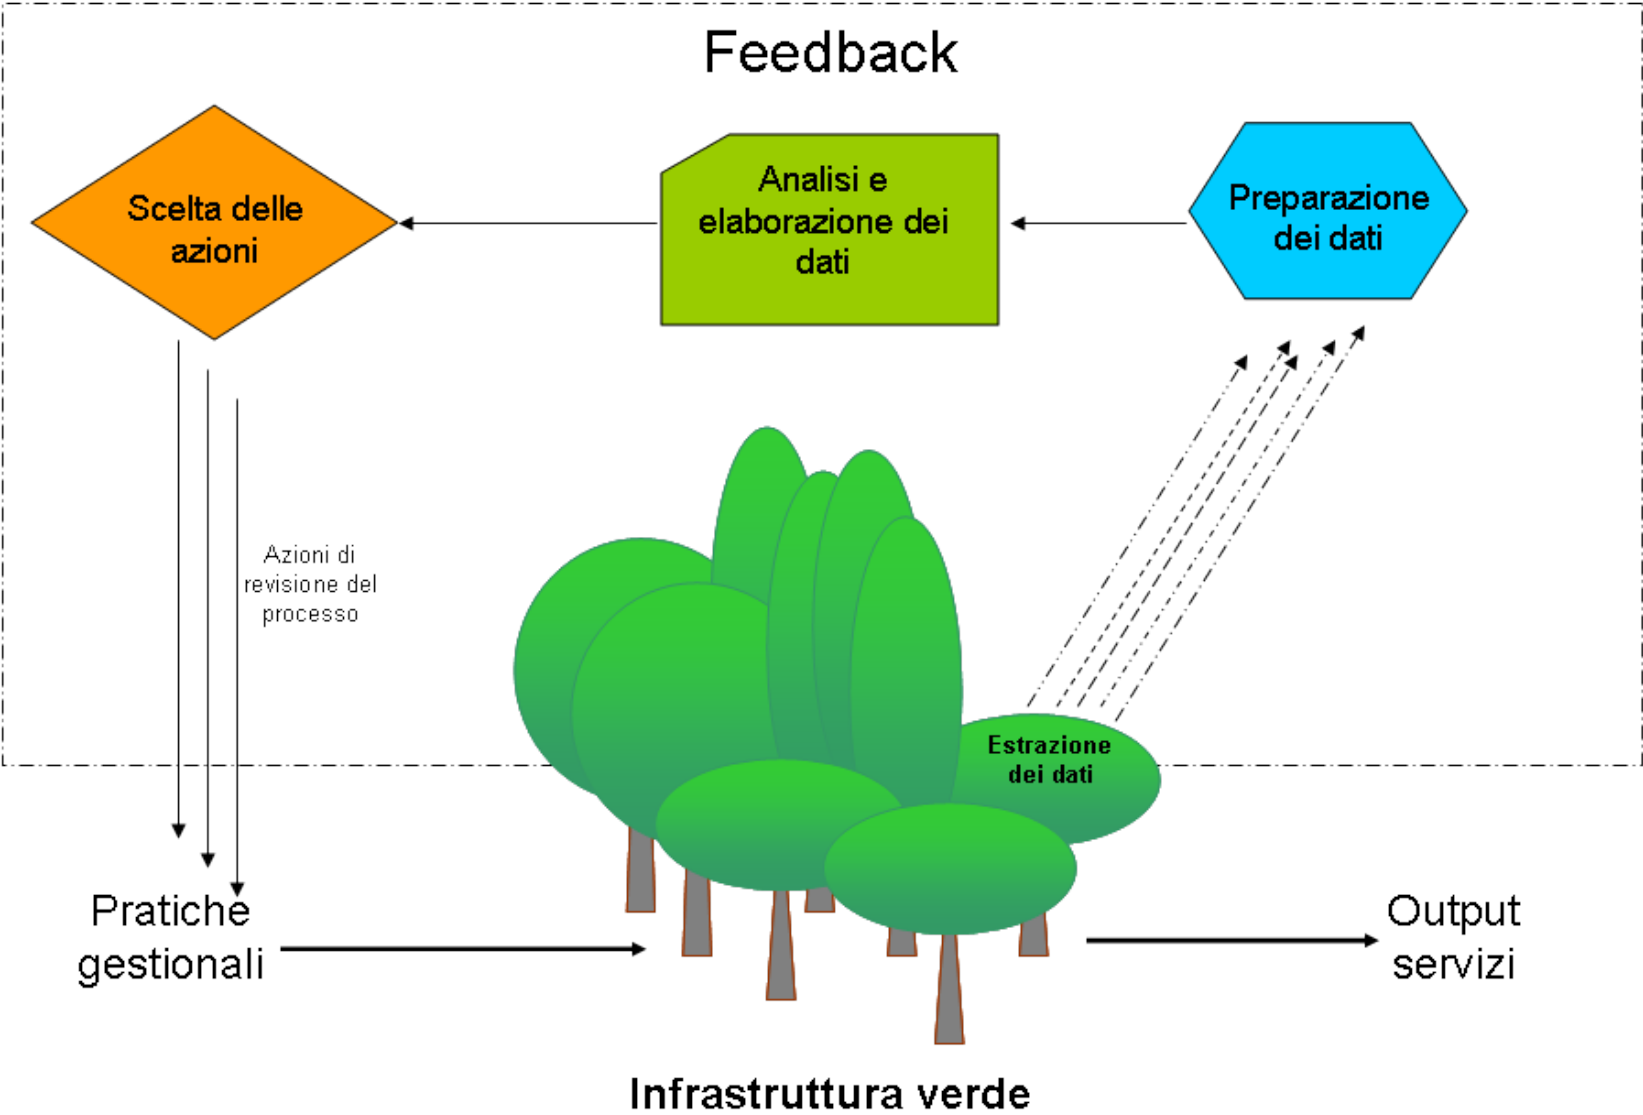 Feedback
Scelta delle
azioni
Analisi e
elaborazione dei
dati
Preparazione
dei dati
Azioni di
revisione del
processo
Estrazione
dei dati
Pratiche
gestionali
Output
servizi
Infrastruttura verde